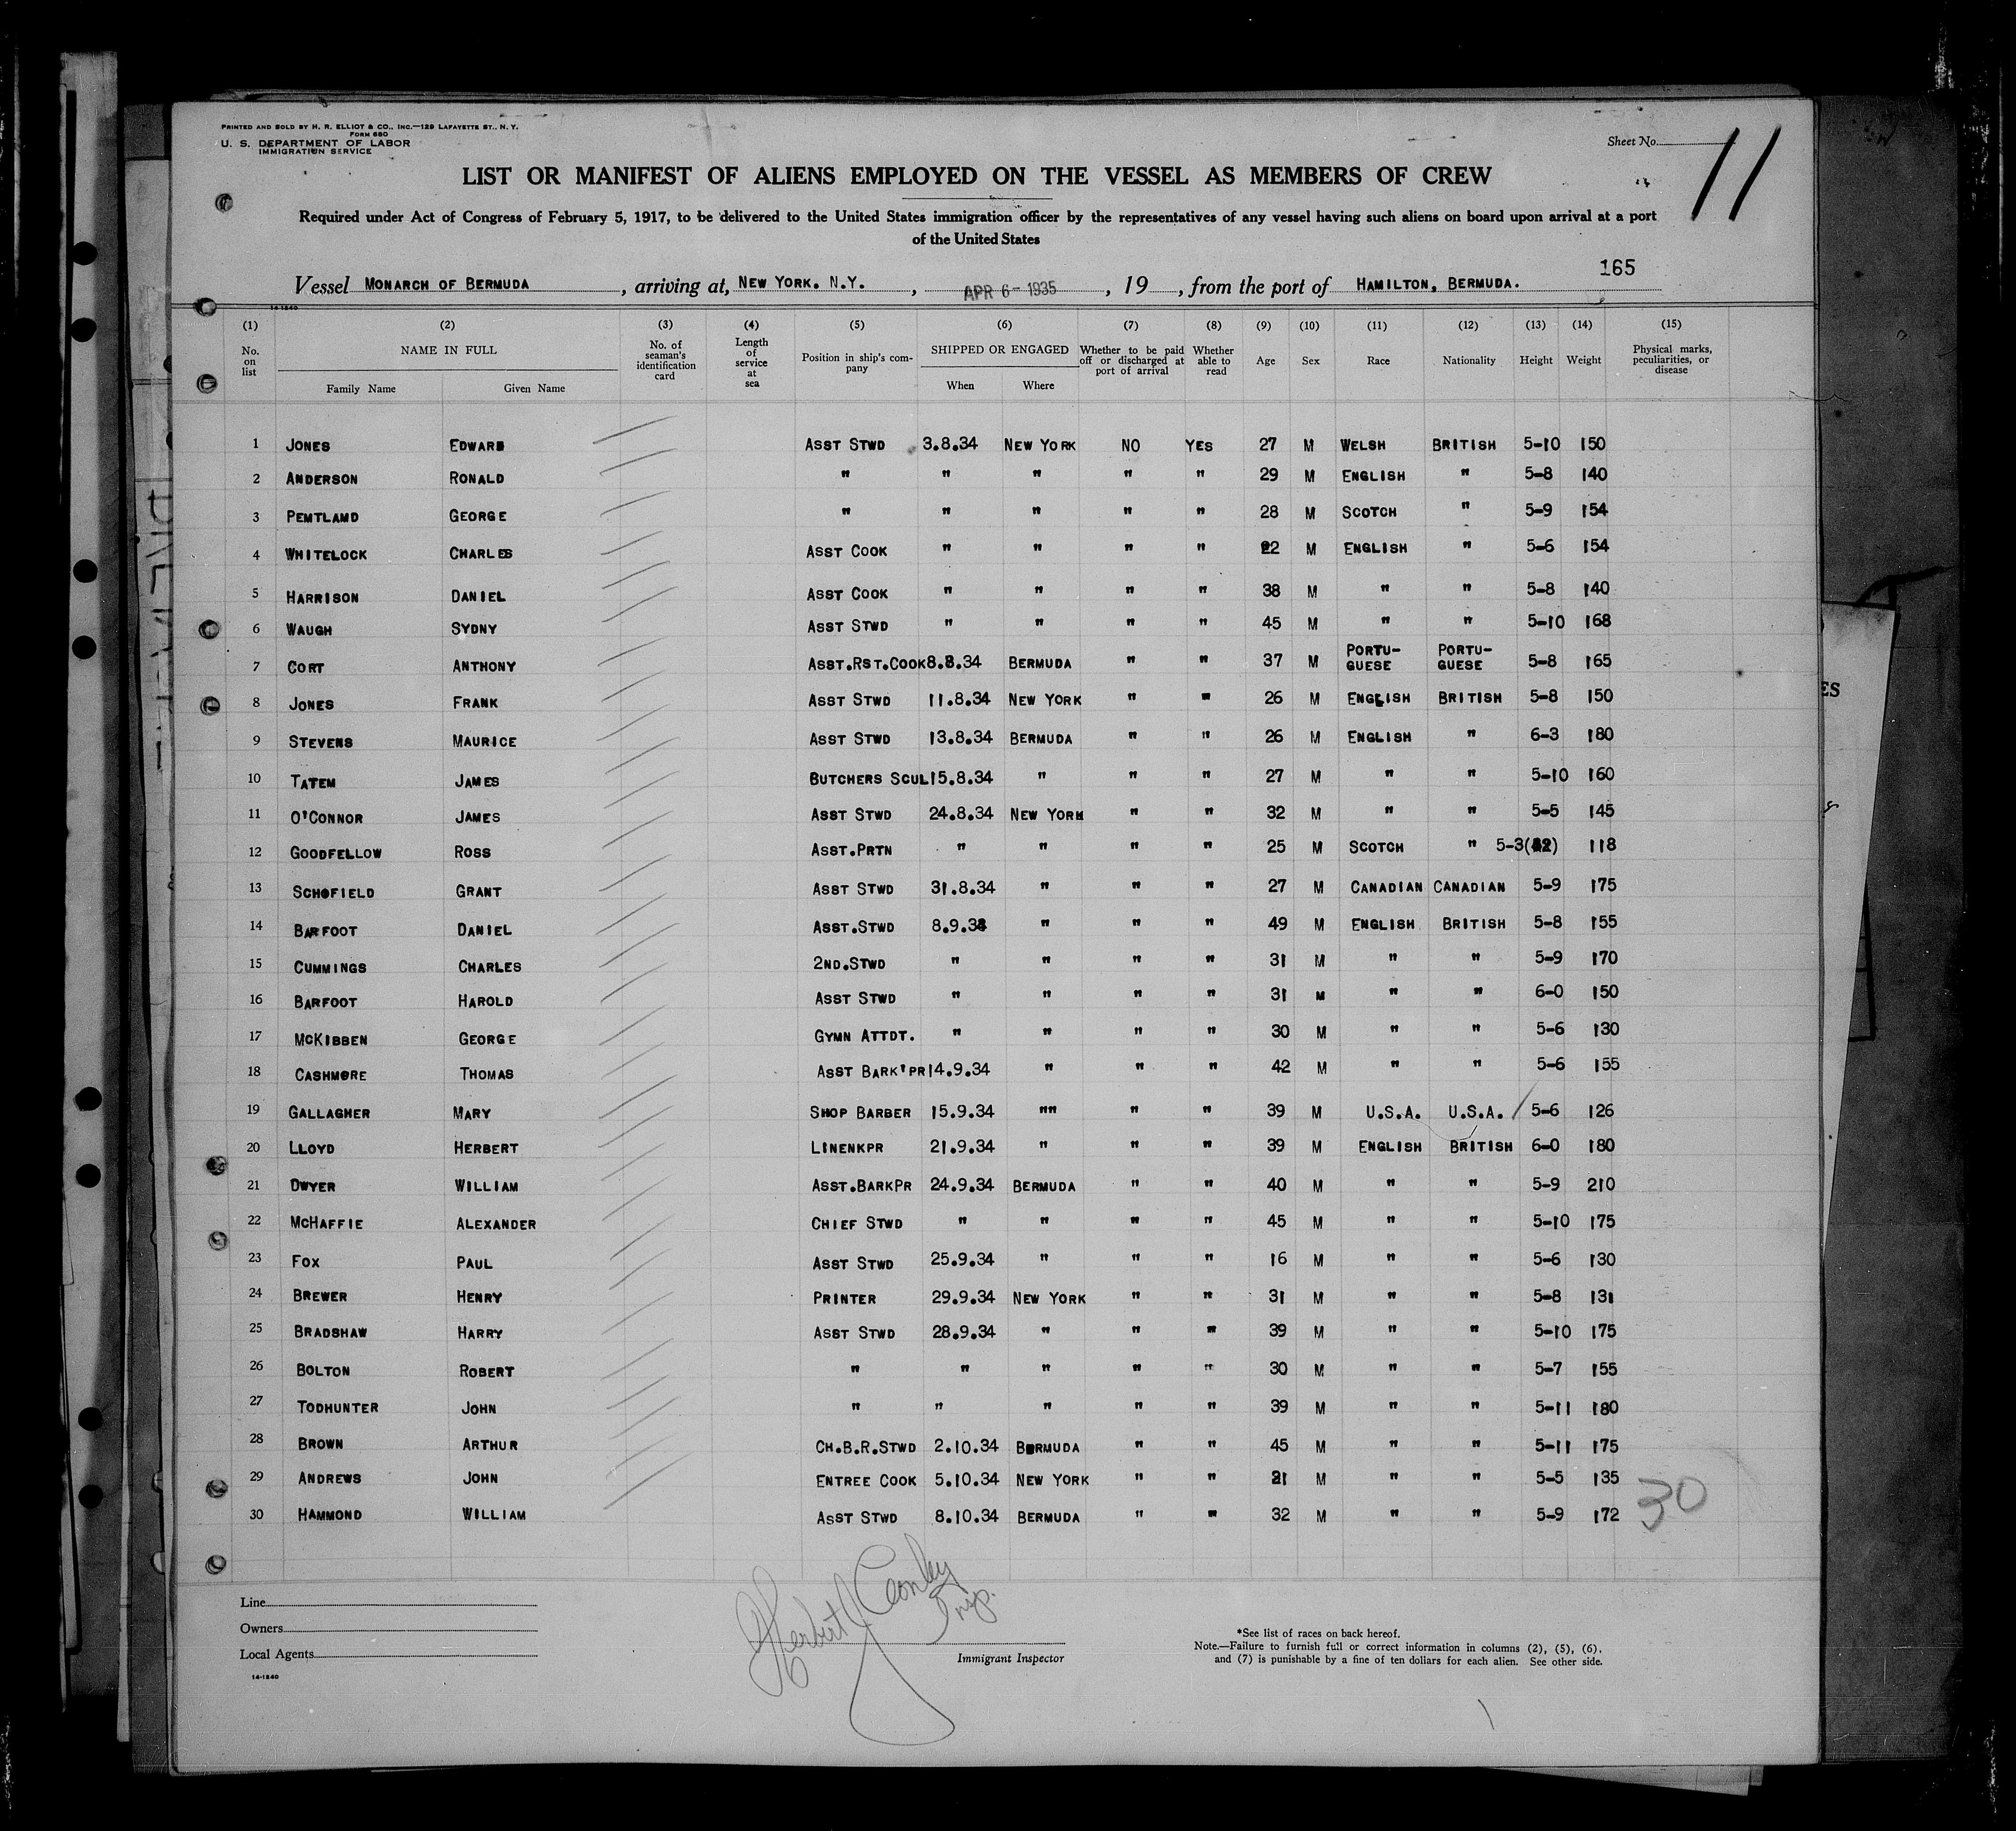 PRINTED AND SOLD BY H. R. ELLIOT & CO., INC.—129 LAFAYETTE ST., N. Y.
FORM 680
U. S. DEPARTMENT OF LABOR
IMMIGRATION SERVICE
Sheet No. 11
LIST OR MANIFEST OF ALIENS EMPLOYED ON THE VESSEL AS MEMBERS OF CREW
Required under Act of Congress of February 5, 1917, to be delivered to the United States immigration officer by the representatives of any vessel having such aliens on board upon arrival at a port
of the United States
165
Vessel MONARCH OF BERMUDA, arriving at, NEW YORK. N.Y., APR 6- 1935, 19, from the port of HAMILTON, BERMUDA.
14-1240
(1) (2) (3) (4) (5) (6) (7) (8) (9) (10) (11) (12) (13) (14) (15)
No. on list NAME IN FULL Family Name Given Name No. of seaman's identification card Length of service at sea Position in ship's company SHIPPED OR ENGAGED When Where Whether to be paid off or discharged at port of arrival Whether able to read Age Sex Race Nationality Height Weight Physical marks, peculiarities, or disease
1 JONES EDWARD ASST STWD 3.8.34 NEW YORK NO YES 27 M WELSH BRITISH 5-10 150
2 ANDERSON RONALD " " " " " 29 M ENGLISH " 5-8 140
3 PEMTLAMD GEORGE " " " " " 28 M SCOTCH " 5-9 154
4 WHITELOCK CHARLES ASST COOK " " " " 22 M ENGLISH " 5-6 154
5 HARRISON DANIEL ASST COOK " " " " 38 M " " 5-8 140
6 WAUGH SYDNY ASST STWD " " " " 45 M " " 5-10 168
7 CORT ANTHONY ASST.RST.COOK 8.8.34 BERMUDA " " 37 M PORTU-GUESE PORTU-GUESE 5-8 165
8 JONES FRANK ASST STWD 11.8.34 NEW YORK " " 26 M ENGLISH BRITISH 5-8 150
9 STEVENS MAURICE ASST STWD 13.8.34 BERMUDA " " 26 M ENGLISH " 6-3 180
10 TATEM JAMES BUTCHERS SCUL 15.8.34 " " " 27 M " " 5-10 160
11 O'CONNOR JAMES ASST STWD 24.8.34 NEW YORK " " 32 M " " 5-5 145
12 GOODFELLOW ROSS ASST.PRTN " " " " 25 M SCOTCH " 5-3 118
13 SCHOFIELD GRANT ASST STWD 31.8.34 " " " 27 M CANADIAN CANADIAN 5-9 175
14 BARFOOT DANIEL ASST.STWD 8.9.34 " " " 49 M ENGLISH BRITISH 5-8 155
15 CUMMINGS CHARLES 2ND.STWD " " " " 31 M " " 5-9 170
16 BARFOOT HAROLD ASST STWD " " " " 31 M " " 6-0 150
17 MCKIBBEN GEORGE GYMN ATTDT. " " " " 30 M " " 5-6 130
18 CASHMORE THOMAS ASST BARK'PR 14.9.34 " " " 42 M " " 5-6 155
19 GALLAGHER MARY SHOP BARBER 15.9.34 "" " " 39 M U.S.A. U.S.A. 5-6 126
20 LLOYD HERBERT LINENKPR 21.9.34 " " " 39 M ENGLISH BRITISH 6-0 180
21 DWYER WILLIAM ASST.BARKPR 24.9.34 BERMUDA " " 40 M " " 5-9 210
22 MCHAFFIE ALEXANDER CHIEF STWD " " " " 45 M " " 5-10 175
23 FOX PAUL ASST STWD 25.9.34 " " " 16 M " " 5-6 130
24 BREWER HENRY PRINTER 29.9.34 NEW YORK " " 31 M " " 5-8 131
25 BRADSHAW HARRY ASST STWD 28.9.34 " " " 39 M " " 5-10 175
26 BOLTON ROBERT " " " " " 30 M " " 5-7 155
27 TODHUNTER JOHN " " " " " 39 M " " 5-11 180
28 BROWN ARTHUR CH.B.R.STWD 2.10.34 BERMUDA " " 45 M " " 5-11 175
29 ANDREWS JOHN ENTREE COOK 5.10.34 NEW YORK " " 21 M " " 5-5 135
30 HAMMOND WILLIAM ASST STWD 8.10.34 BERMUDA " " 32 M " " 5-9 172
30
Line
Owners
Local Agents
14-1240
Herbert J Conley Insp.
Immigrant Inspector
*See list of races on back hereof.
Note.—Failure to furnish full or correct information in columns (2), (5), (6), and (7) is punishable by a fine of ten dollars for each alien. See other side.